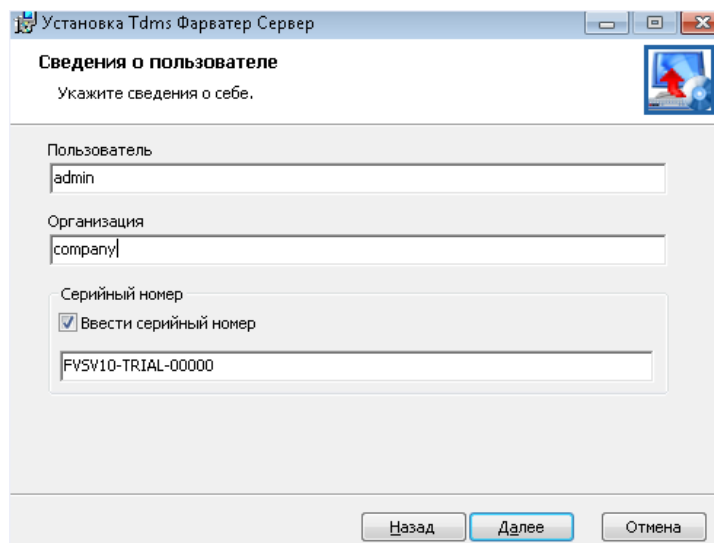 Установка Tdms Фарватер Сервер
Сведения о пользователе
Укажите сведения о себе.
Пользователь
admin
Организация
company
Серийный номер
Ввести серийный номер
FVSV10-TRIAL-00000
Назад Далее Отмена